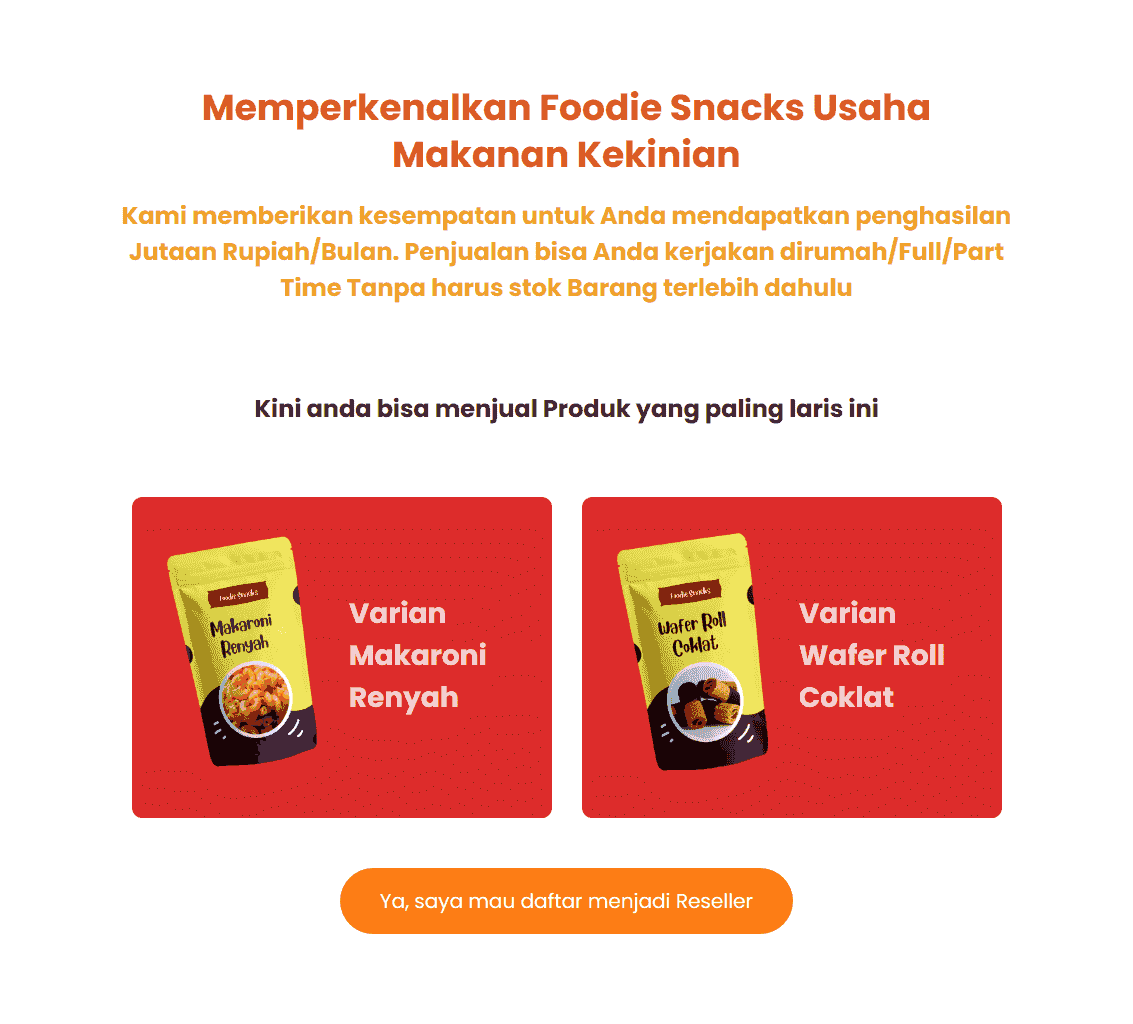 Memperkenalkan Foodie Snacks Usaha
Makanan Kekinian
Kami memberikan kesempatan untuk Anda mendapatkan penghasilan
Jutaan Rupiah/Bulan. Penjualan bisa Anda kerjakan dirumah/Full/Part
Time Tanpa harus stok Barang terlebih dahulu
Kini anda bisa menjual Produk yang paling laris ini
Foodie Snacks
Makaroni
Renyah
Varian
Makaroni
Renyah
Foodie Snacks
Wafer Roll
Coklat
Varian
Wafer Roll
Coklat
Ya, saya mau daftar menjadi Reseller